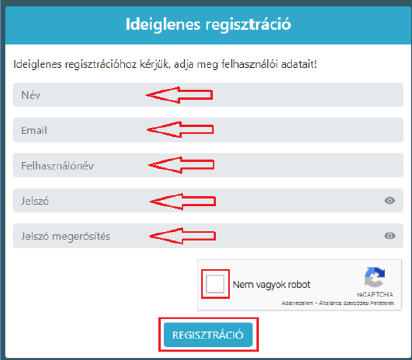 Ideiglenes regisztráció
Ideiglenes regisztrációhoz kérjük, adja meg felhasználói adatait!
Név
Email
Felhasználónév
Jelszó
Jelszó megerősítés
Nem vagyok robot
reCAPTCHA
Adatvédelem - Általános Szerződési Feltételek
REGISZTRÁCIÓ